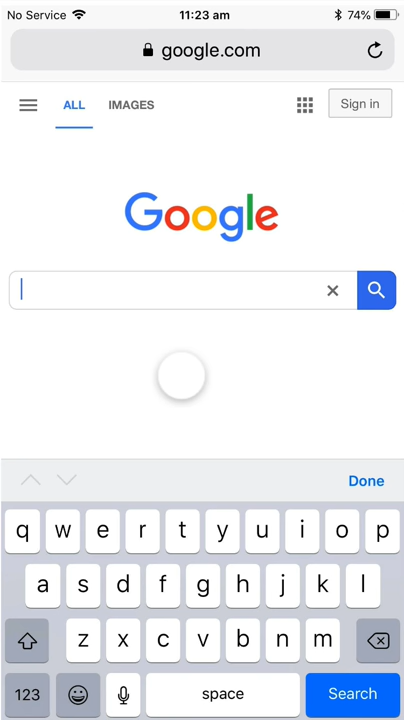 No Service 11:23 am 74%
google.com
ALL IMAGES Sign in
Google
Done
q w e r t y u i o p
a s d f g h j k l
z x c v b n m
123 space Search